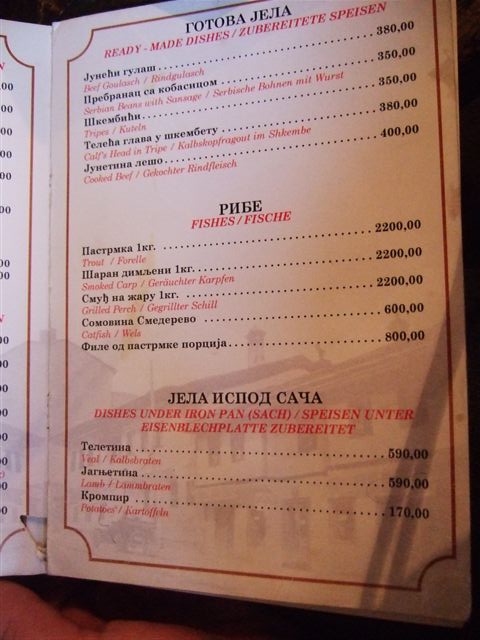 ГОТОВА ЈЕЛА
READY - MADE DISHES / ZUBEREITETE SPEISEN
Јунећи гулаш.......................380,00
Beef Goulasch / Rindgulasch
Пребранац са кобасицом.......................350,00
Serbian Beans with Sansage / Serbische Bohnen mit Wurst
Шкембићи.......................350,00
Tripes / Kuteln
Телећа глава у шкембету.......................380,00
Calf's Head in Tripe / Kalbskopfragout im Shkembe
Јунетина лешо.......................400,00
Cooked Beef / Gekochter Rindfleisch
РИБЕ
FISHES / FISCHE
Пастрмка 1кг. .......................2200,00
Trout / Forelle
Шаран димљени 1кг........................2200,00
Smoked Carp / Geräuchter Karpfen
Смуђ на жару 1кг. .......................2200,00
Grilled Perch / Gegrillter Schill
Сомовина Смедерево .......................600,00
Catfish / Wels
Филе од пастрмке порција.......................800,00
ЈЕЛА ИСПОД САЧА
DISHES UNDER IRON PAN (SACH) / SPEISEN UNTER
EISENBLECHPLATTE ZUBEREITET
Телетина .......................590,00
Veal / Kalbsbraten
Јагњетина.......................590,00
Lamb / Lammbraten
Кромпир .......................170,00
Potatoes / Kartoffeln